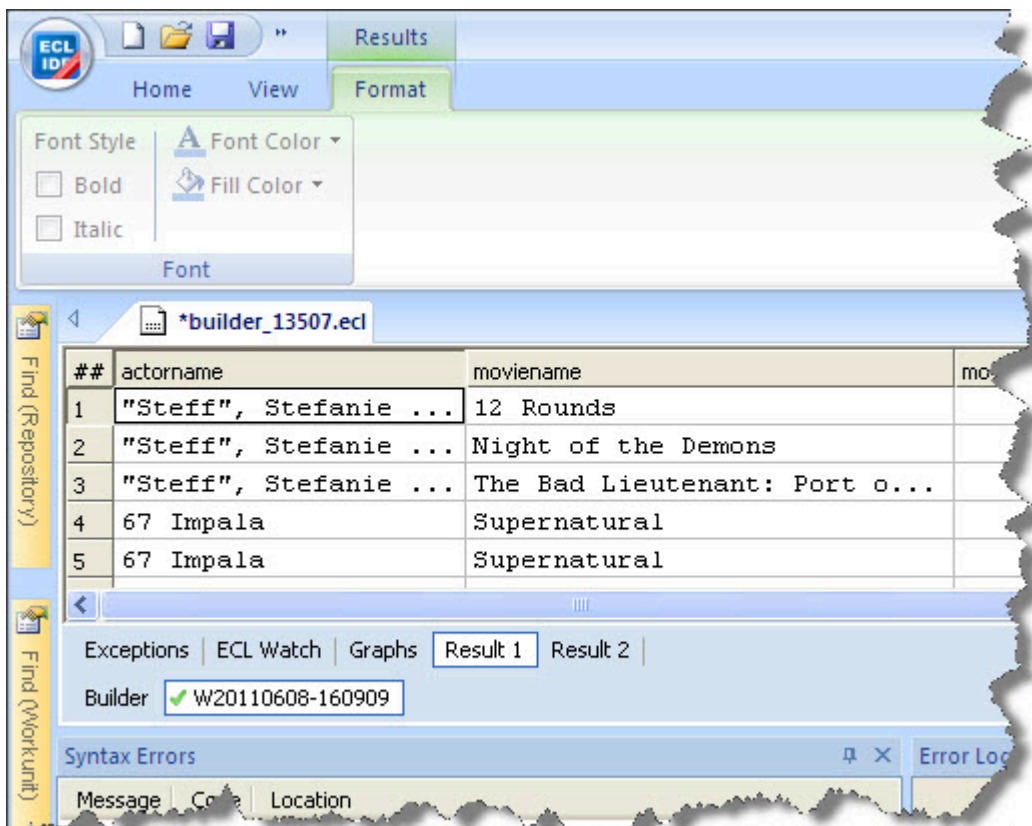 ECL
IDE
Results
Home View Format
Font Style Font Color
Bold Fill Color
Italic
Font
Find (Repository)
*builder_13507.ecl
## actorname moviename
1 "Steff", Stefanie ... 12 Rounds
2 "Steff", Stefanie ... Night of the Demons
3 "Steff", Stefanie ... The Bad Lieutenant: Port o...
4 67 Impala Supernatural
5 67 Impala Supernatural
Find (Workunit)
Exceptions ECL Watch Graphs Result 1 Result 2
Builder W20110608-160909
Syntax Errors Error Log
Message Code Location